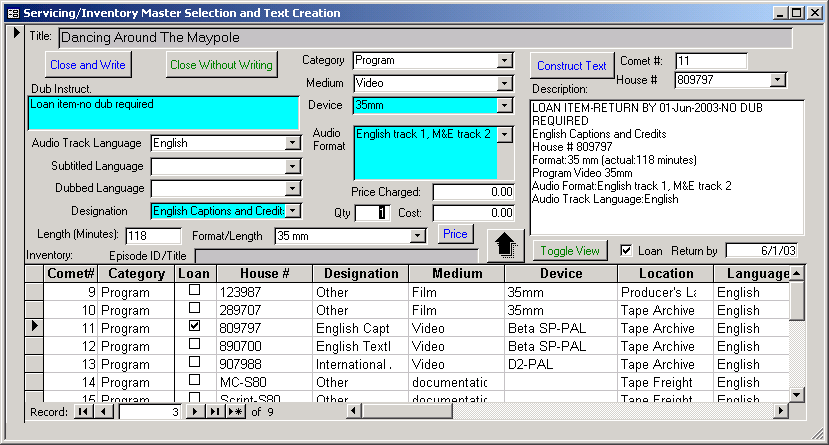 Servicing/Inventory Master Selection and Text Creation
Title: Dancing Around The Maypole
Close and Write
Close Without Writing
Dub Instruct.
Loan item-no dub required
Audio Track Language English
Subtitled Language
Dubbed Language
Designation English Captions and Credits
Length (Minutes): 118
Format/Length 35 mm
Category Program
Medium Video
Device 35mm
Audio Format English track 1, M&E track 2
Price Charged: 0.00
Qty 1 Cost: 0.00
Price
Construct Text
Comet #: 11
House # 809797
Description:
LOAN ITEM-RETURN BY 01-Jun-2003-NO DUB
REQUIRED
English Captions and Credits
House # 809797
Format:35 mm (actual:118 minutes)
Program Video 35mm
Audio Format:English track 1, M&E track 2
Audio Track Language:English
Toggle View
Loan Return by 6/1/03
Inventory: Episode ID/Title
Comet# Category Loan House # Designation Medium Device Location Language
9 Program 123987 Other Film 35mm Producer's La English
10 Program 289707 Other Film 35mm Tape Archive English
11 Program 809797 English Capt Video Beta SP-PAL Tape Archive English
12 Program 890700 English Textl Video Beta SP-PAL Tape Archive English
13 Program 907988 International . Video D2-PAL Tape Archive English
14 Program MC-S80 Other documentatic Tape Freight English
15 Program Script-S80 Other documentatic Tape Freight English
Record: 3 of 9